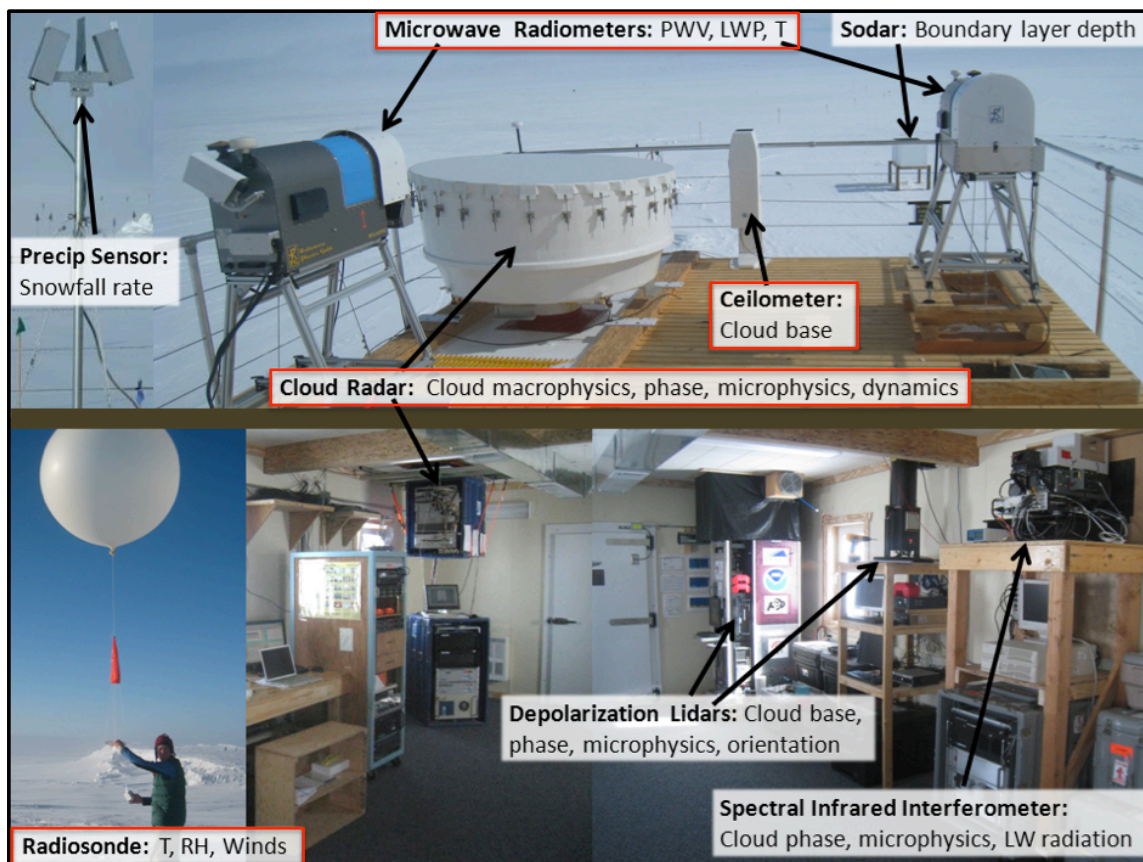 Microwave Radiometers: PWV, LWP, T
Sodar: Boundary layer depth
Precip Sensor:
Snowfall rate
Ceilometer:
Cloud base
Cloud Radar: Cloud macrophysics, phase, microphysics, dynamics
Depolarization Lidars: Cloud base,
phase, microphysics, orientation
Spectral Infrared Interferometer:
Cloud phase, microphysics, LW radiation
Radiosonde: T, RH, Winds